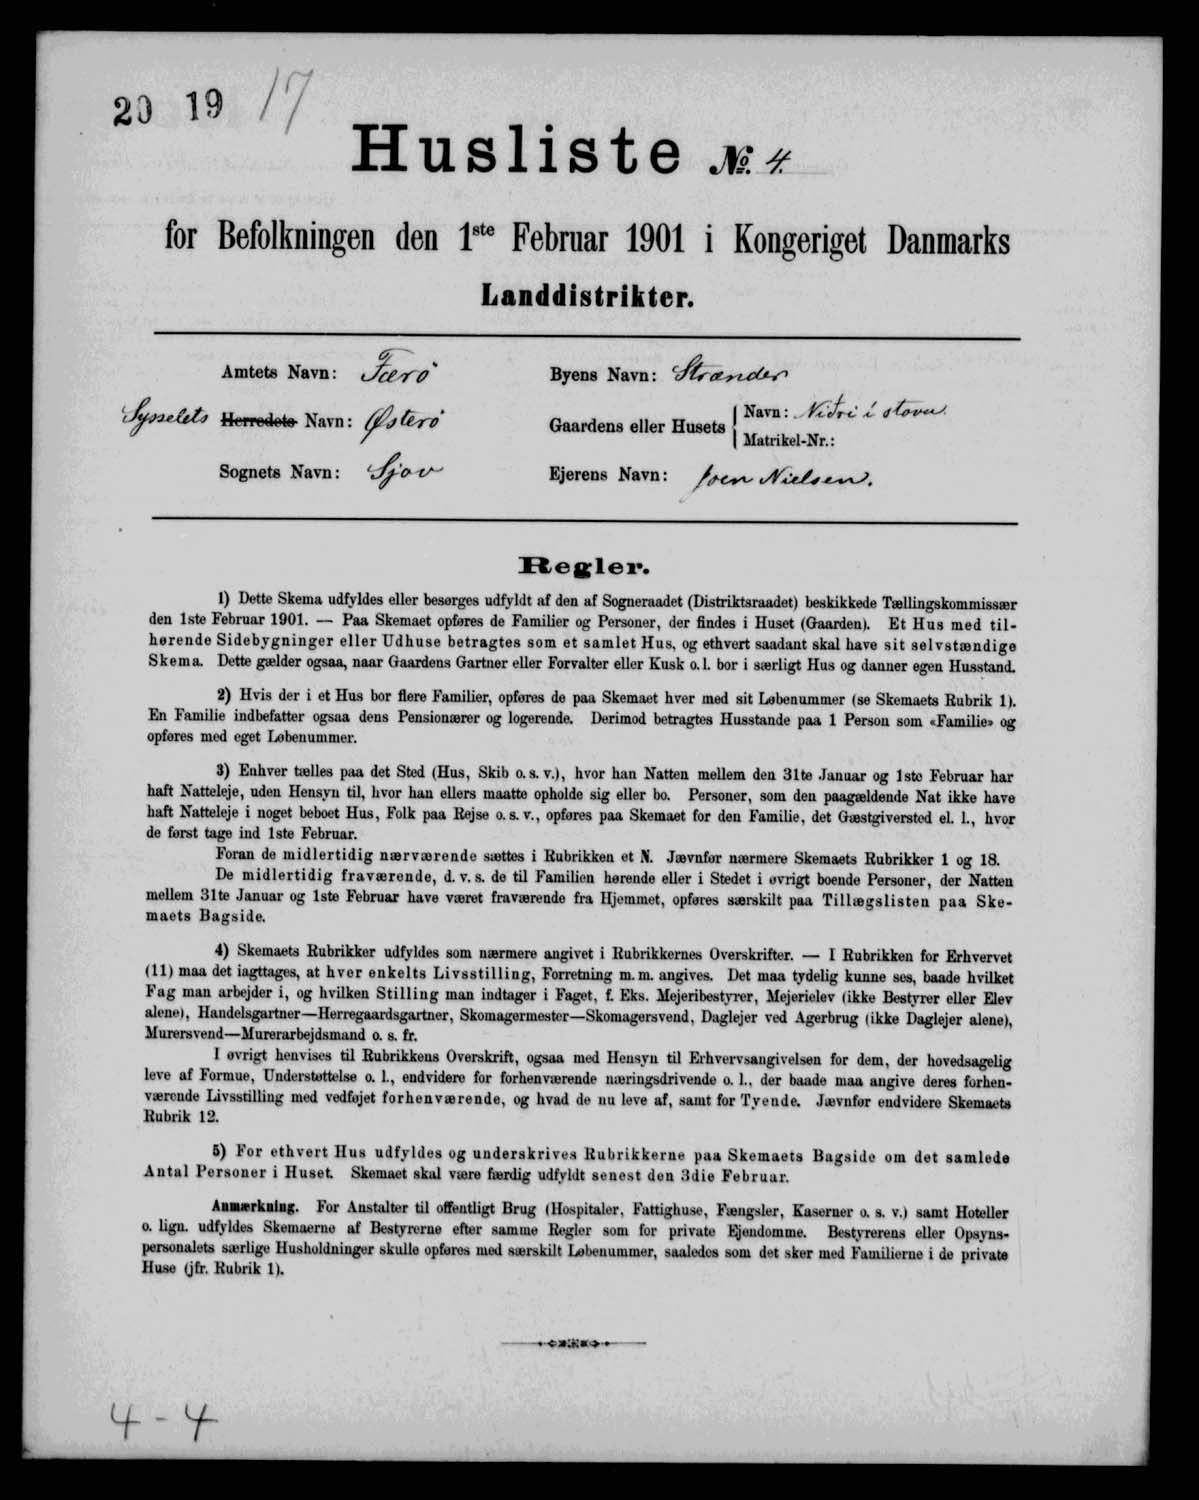 20 19 17
Husliste №. 4.
for Befolkningen den 1ste Februar 1901 i Kongeriget Danmarks
Landdistrikter.
Amtets Navn: Færö
Sysselets Herredets Navn: Østerö
Sognets Navn: Sjov
Byens Navn: Strænder
Gaardens eller Husets
Navn: Niðri í stovu.
Matrikel-Nr.:
Ejerens Navn: Joen Nielsen.
Regler.
1) Dette Skema udfyldes eller besørges udfyldt af den af Sogneraadet (Distriktsraadet) beskikkede Tællingskommissær
den 1ste Februar 1901. — Paa Skemaet opføres de Familier og Personer, der findes i Huset (Gaarden). Et Hus med til-
hørende Sidebygninger eller Udhuse betragtes som et samlet Hus, og ethvert saadant skal have sit selvstændige
Skema. Dette gælder ogsaa, naar Gaardens Gartner eller Forvalter eller Kusk o. l. bor i særligt Hus og danner egen Husstand.
2) Hvis der i et Hus bor flere Familier, opføres de paa Skemaet hver med sit Løbenummer (se Skemaets Rubrik 1).
En Familie indbefatter ogsaa dens Pensionærer og logerende. Derimod betragtes Husstande paa 1 Person som «Familie» og
opføres med eget Løbenummer.
3) Enhver tælles paa det Sted (Hus, Skib o. s. v.), hvor han Natten mellem den 31te Januar og 1ste Februar har
haft Natteleje, uden Hensyn til, hvor han ellers maatte opholde sig eller bo. Personer, som den paagældende Nat ikke have
haft Natteleje i noget beboet Hus, Folk paa Rejse o. s. v., opføres paa Skemaet for den Familie, det Gæstgiversted el. l., hvor
de først tage ind 1ste Februar.
Foran de midlertidig nærværende sættes i Rubrikken et N. Jævnfør nærmere Skemaets Rubrikker 1 og 18.
De midlertidig fraværende, d. v. s. de til Familien hørende eller i Stedet i øvrigt boende Personer, der Natten
mellem 31te Januar og 1ste Februar have været fraværende fra Hjemmet, opføres særskilt paa Tillægslisten paa Ske-
maets Bagside.
4) Skemaets Rubrikker udfyldes som nærmere angivet i Rubrikkernes Overskrifter. — I Rubrikken for Erhvervet
(11) maa det iagttages, at hver enkelts Livsstilling, Forretning m. m. angives. Det maa tydelig kunne ses, baade hvilket
Fag man arbejder i, og hvilken Stilling man indtager i Faget, f. Eks. Mejeribestyrer, Mejerielev (ikke Bestyrer eller Elev
alene), Handelsgartner—Herregaardsgartner, Skomagermester—Skomagersvend, Daglejer ved Agerbrug (ikke Daglejer alene),
Murersvend—Murerarbejdsmand o. s. fr.
I øvrigt henvises til Rubrikkens Overskrift, ogsaa med Hensyn til Erhvervsangivelsen for dem, der hovedsagelig
leve af Formue, Understøttelse o. l., endvidere for forhenværende næringsdrivende o. l., der baade maa angive deres forhen-
værende Livsstilling med vedføjet forhenværende, og hvad de nu leve af, samt for Tyende. Jævnfør endvidere Skemaets
Rubrik 12.
5) For ethvert Hus udfyldes og underskrives Rubrikkerne paa Skemaets Bagside om det samlede
Antal Personer i Huset. Skemaet skal være færdig udfyldt senest den 3die Februar.
Anmærkning. For Anstalter til offentligt Brug (Hospitaler, Fattighuse, Fængsler, Kaserner o. s. v.) samt Hoteller
o. lign. udfyldes Skemaerne af Bestyrerne efter samme Regler som for private Ejendomme. Bestyrerens eller Opsyns-
personalets særlige Husholdninger skulle opføres med særskilt Løbenummer, saaledes som det sker med Familierne i de private
Huse (jfr. Rubrik 1).
4 - 4